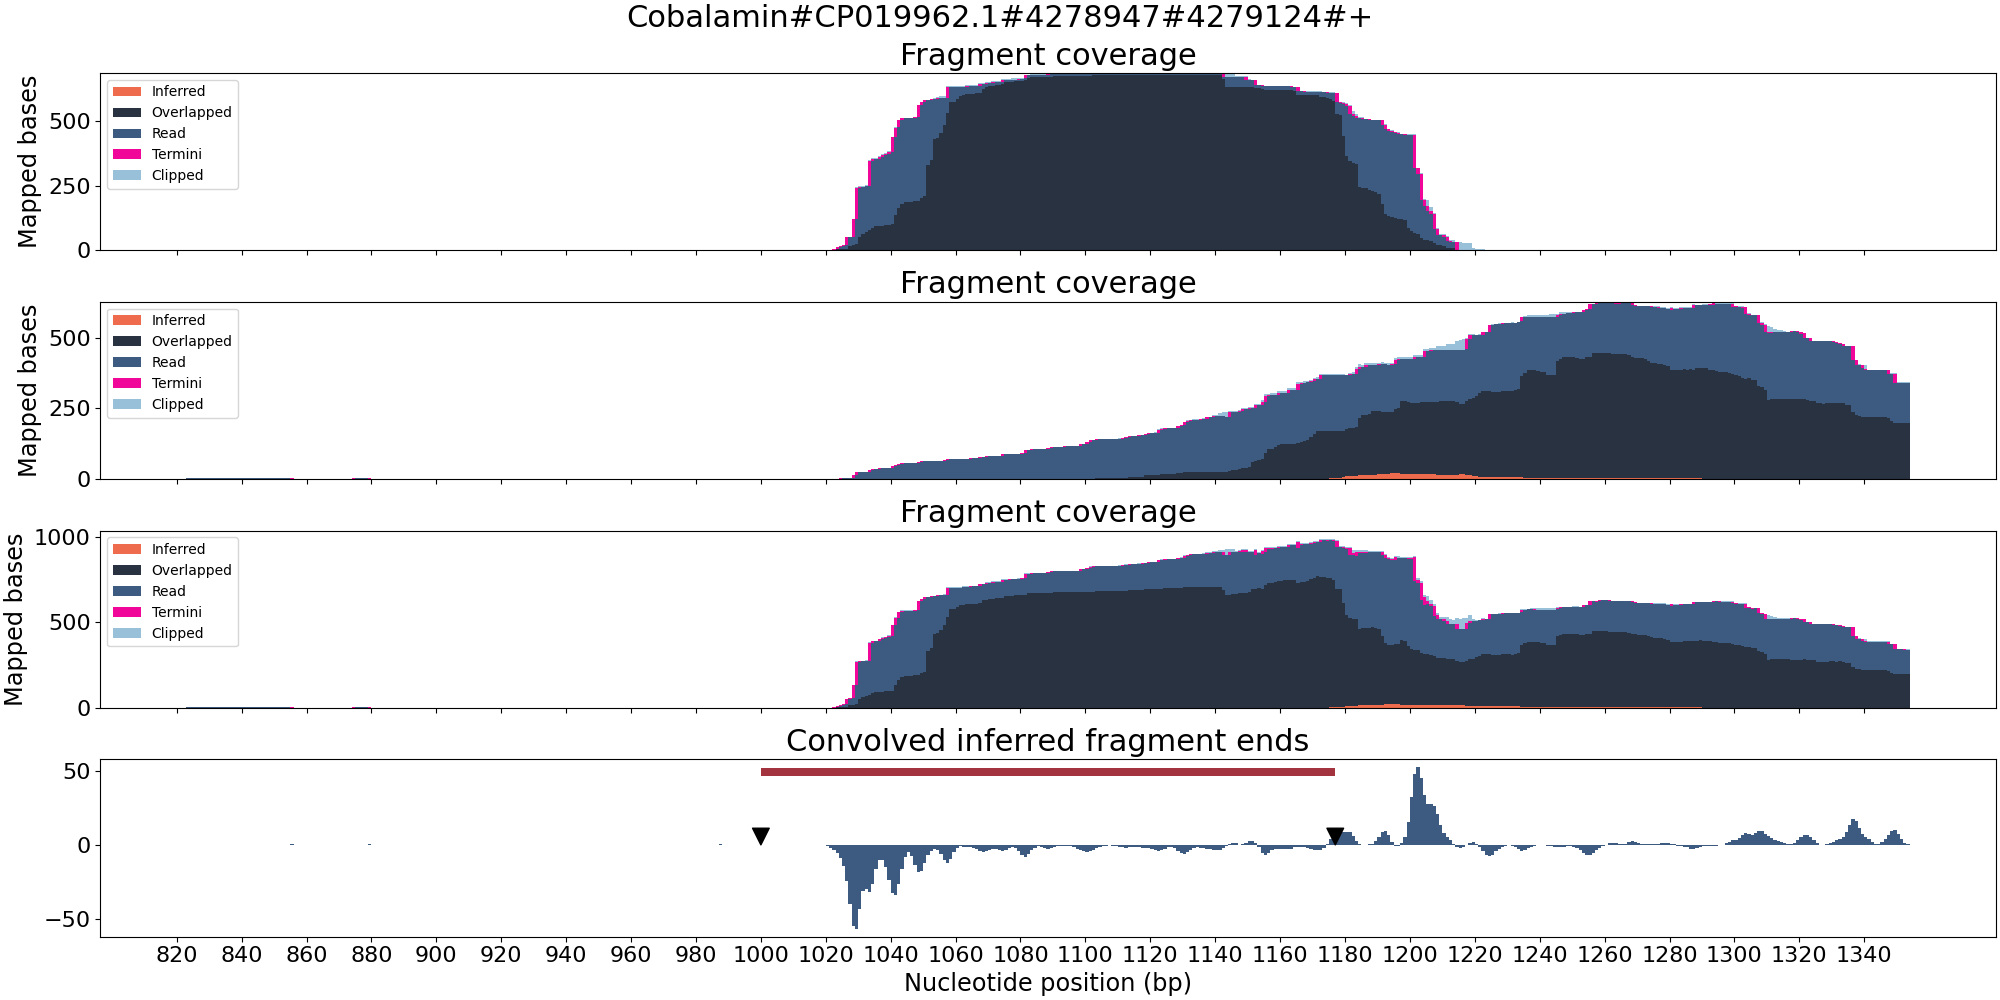 Cobalamin#CP019962.1#4278947#4279124#+
Fragment coverage
Mapped bases
500
250
0
Inferred
Overlapped
Read
Termini
Clipped
Fragment coverage
Mapped bases
500
250
0
Inferred
Overlapped
Read
Termini
Clipped
Fragment coverage
Mapped bases
1000
500
0
Inferred
Overlapped
Read
Termini
Clipped
Convolved inferred fragment ends
50
0
−50
820 840 860 880 900 920 940 960 980 1000 1020 1040 1060 1080 1100 1120 1140 1160 1180 1200 1220 1240 1260 1280 1300 1320 1340
Nucleotide position (bp)